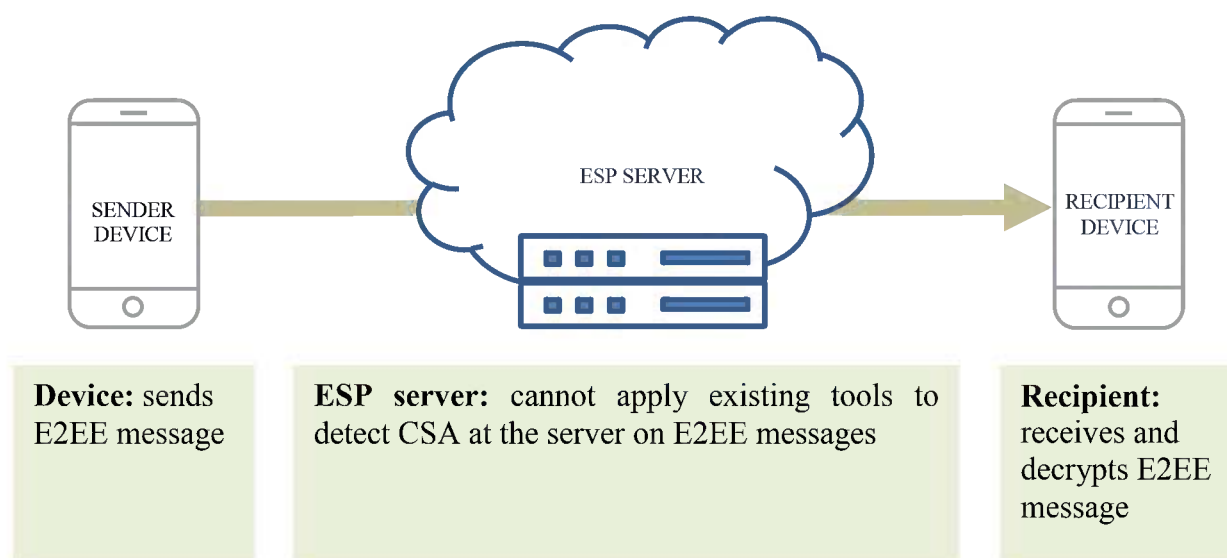 ESP SERVER
SENDER
DEVICE
RECIPIENT
DEVICE
Device: sends
E2EE message
ESP server: cannot apply existing tools to
detect CSA at the server on E2EE messages
Recipient:
receives and
decrypts E2EE
message